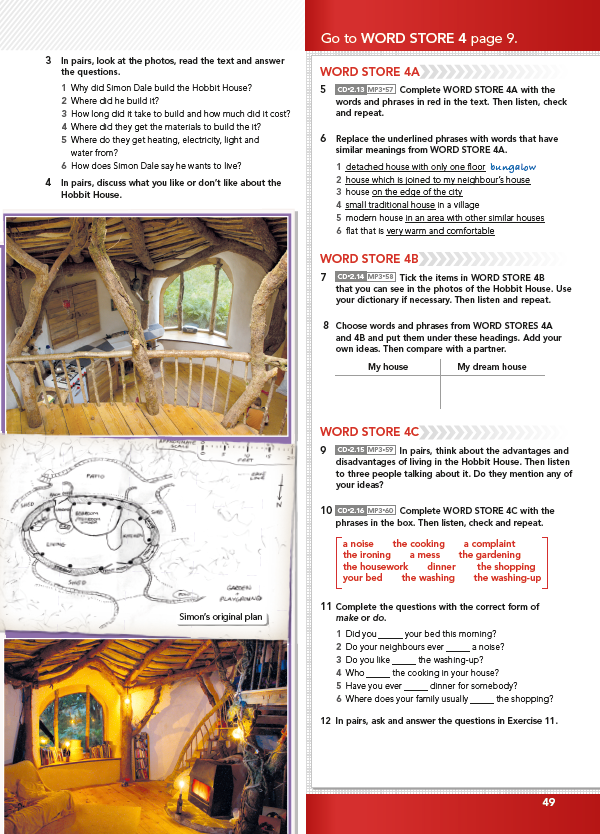 Go to WORD STORE 4 page 9.
3 In pairs, look at the photos, read the text and answer
the questions.
1 Why did Simon Dale build the Hobbit House?
2 Where did he build it?
3 How long did it take to build and how much did it cost?
4 Where did they get the materials to build the it?
5 Where do they get heating, electricity, light and
water from?
6 How does Simon Dale say he wants to live?
4 In pairs, discuss what you like or don't like about the
Hobbit House.
APPROXIMATE
SCALE
FEET
N
PATIO
SHED
BEDROOM
LIVING
KITCHEN
SHED
SHED
GARDEN +
PLAYGROUND
Simon's original plan
WORD STORE 4A
5 CD•2.13 MP3•57 Complete WORD STORE 4A with the
words and phrases in red in the text. Then listen, check
and repeat.
6 Replace the underlined phrases with words that have
similar meanings from WORD STORE 4A.
1 detached house with only one floor bungalow
2 house which is joined to my neighbour's house
3 house on the edge of the city
4 small traditional house in a village
5 modern house in an area with other similar houses
6 flat that is very warm and comfortable
WORD STORE 4B
7 CD•2.14 MP3•58 Tick the items in WORD STORE 4B
that you can see in the photos of the Hobbit House. Use
your dictionary if necessary. Then listen and repeat.
8 Choose words and phrases from WORD STORES 4A
and 4B and put them under these headings. Add your
own ideas. Then compare with a partner.
My house My dream house
WORD STORE 4C
9 CD•2.15 MP3•59 In pairs, think about the advantages and
disadvantages of living in the Hobbit House. Then listen
to three people talking about it. Do they mention any of
your ideas?
10 CD•2.16 MP3•60 Complete WORD STORE 4C with the
phrases in the box. Then listen, check and repeat.
a noise the cooking a complaint
the ironing a mess the gardening
the housework dinner the shopping
your bed the washing the washing-up
11 Complete the questions with the correct form of
make or do.
1 Did you _____ your bed this morning?
2 Do your neighbours ever _____ a noise?
3 Do you like _____ the washing-up?
4 Who _____ the cooking in your house?
5 Have you ever _____ dinner for somebody?
6 Where does your family usually _____ the shopping?
12 In pairs, ask and answer the questions in Exercise 11.
49